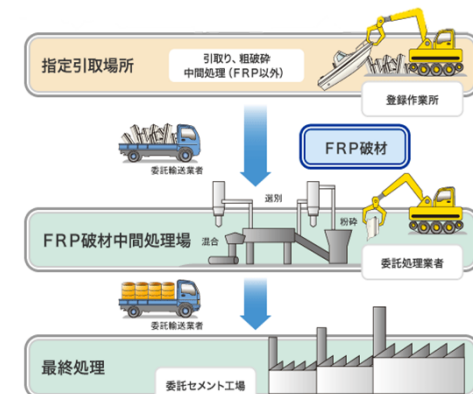 指定引取場所
引取り、粗破砕
中間処理（FRP以外）
登録作業所
委託輸送業者
FRP破材
選別
混合
粉砕
FRP破材中間処理場
委託処理業者
委託輸送業者
最終処理
委託セメント工場